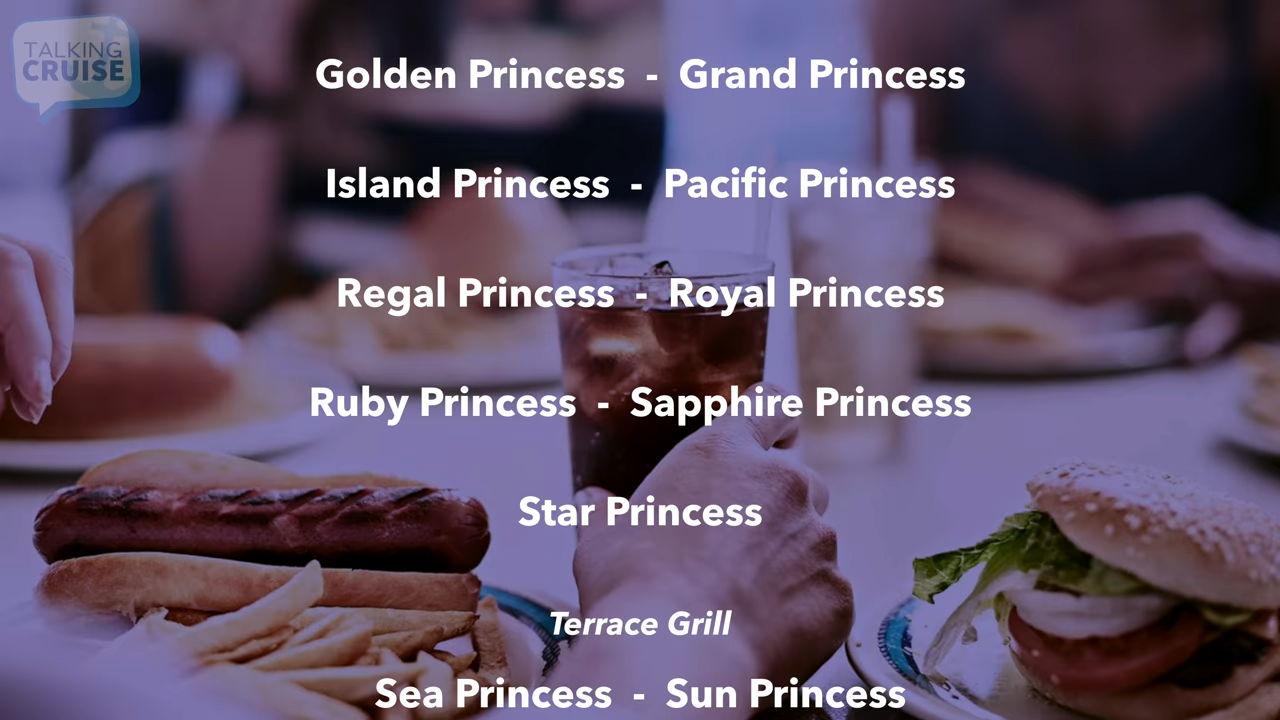 TALKING
CRUISE
Golden Princess - Grand Princess
Island Princess - Pacific Princess
Regal Princess - Royal Princess
Ruby Princess - Sapphire Princess
Star Princess
Terrace Grill
Sea Princess - Sun Princess